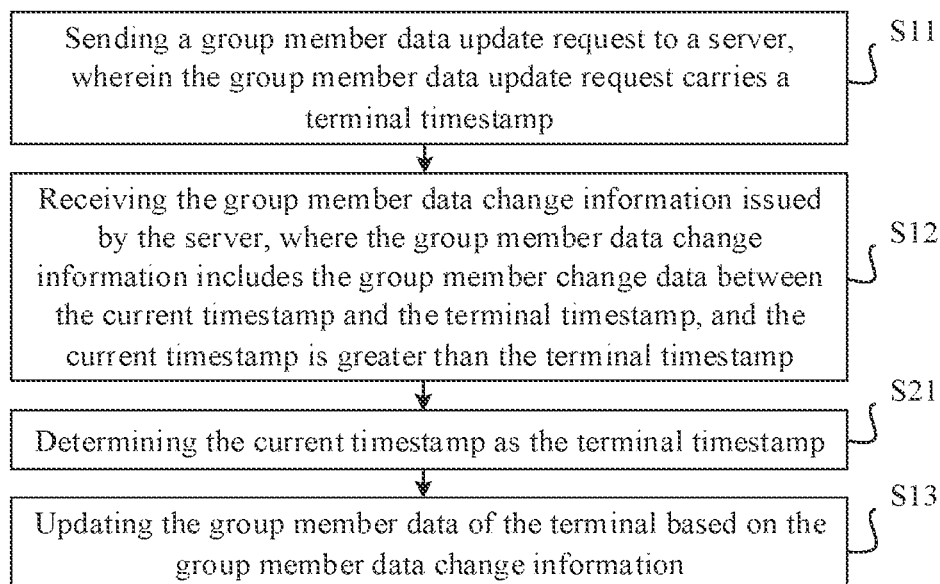 Sending a group member data update request to a server,
wherein the group member data update request carries a
terminal timestamp
S11
Receiving the group member data change information issued
by the server, where the group member data change
information includes the group member change data between
the current timestamp and the terminal timestamp, and the
current timestamp is greater than the terminal timestamp
S12
Determining the current timestamp as the terminal timestamp
S21
Updating the group member data of the terminal based on the
group member data change information
S13